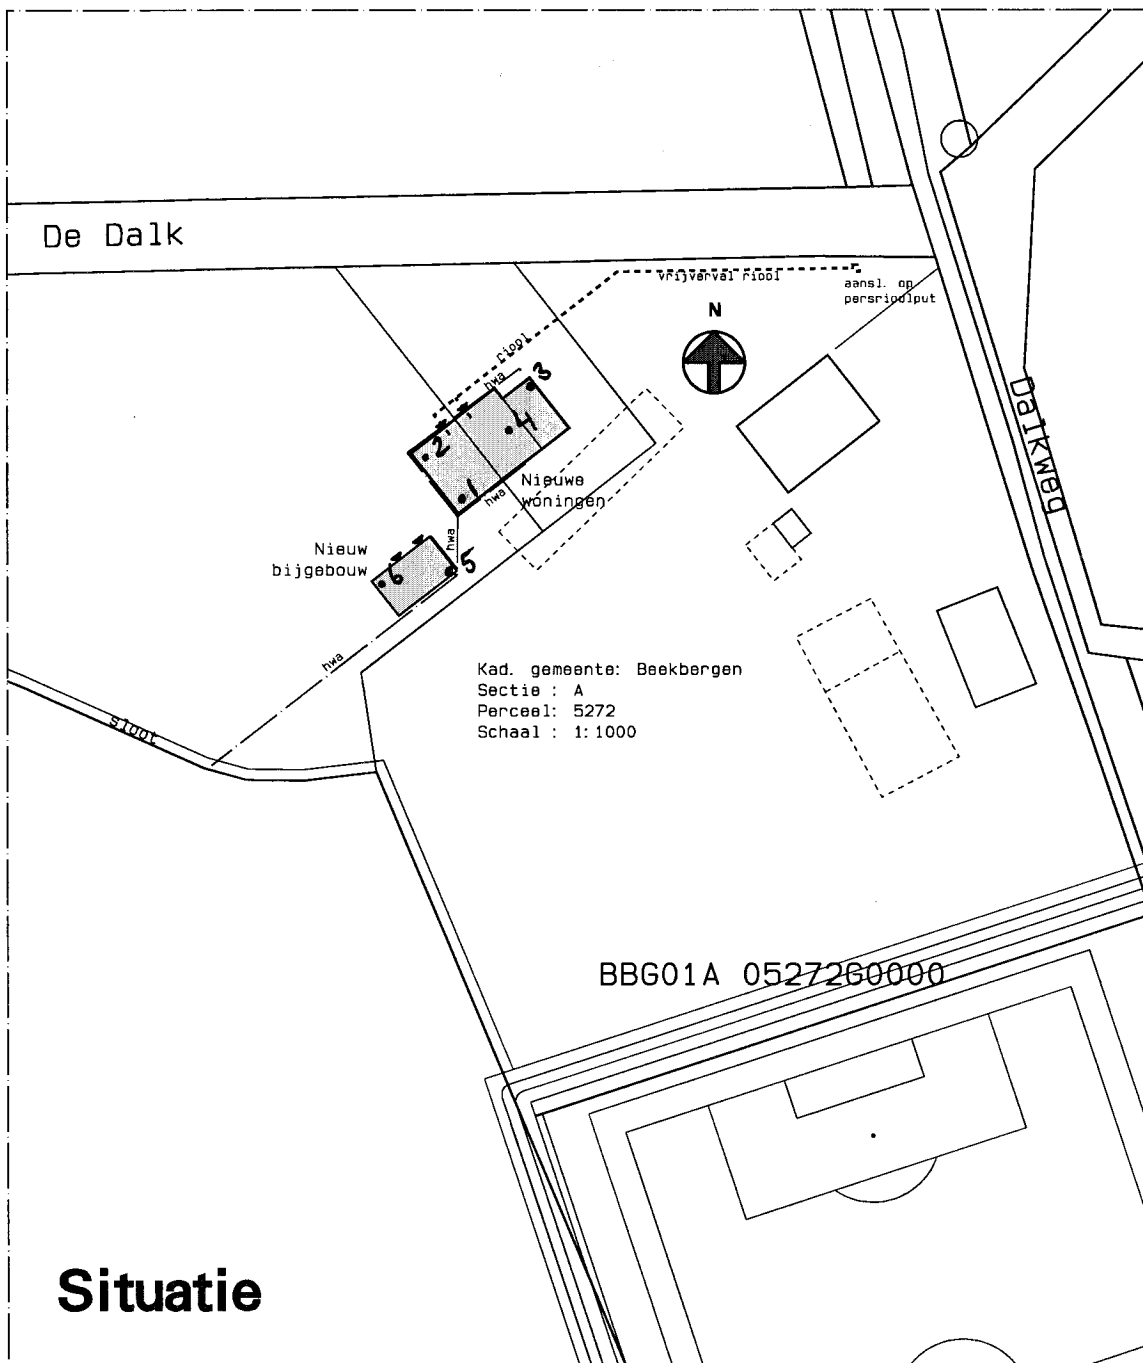 De Dalk
vrijverval riool
aansl. op
persrioolput
N
riool
hwa
3
4
2
1
hwa
Nieuwe
woningen
Dalkweg
hwa
Nieuw
bijgebouw
6
5
hwa
Kad. gemeente: Beekbergen
Sectie : A
Perceel: 5272
Schaal : 1:1000
sloot
BBG01A 05272G0000
Situatie